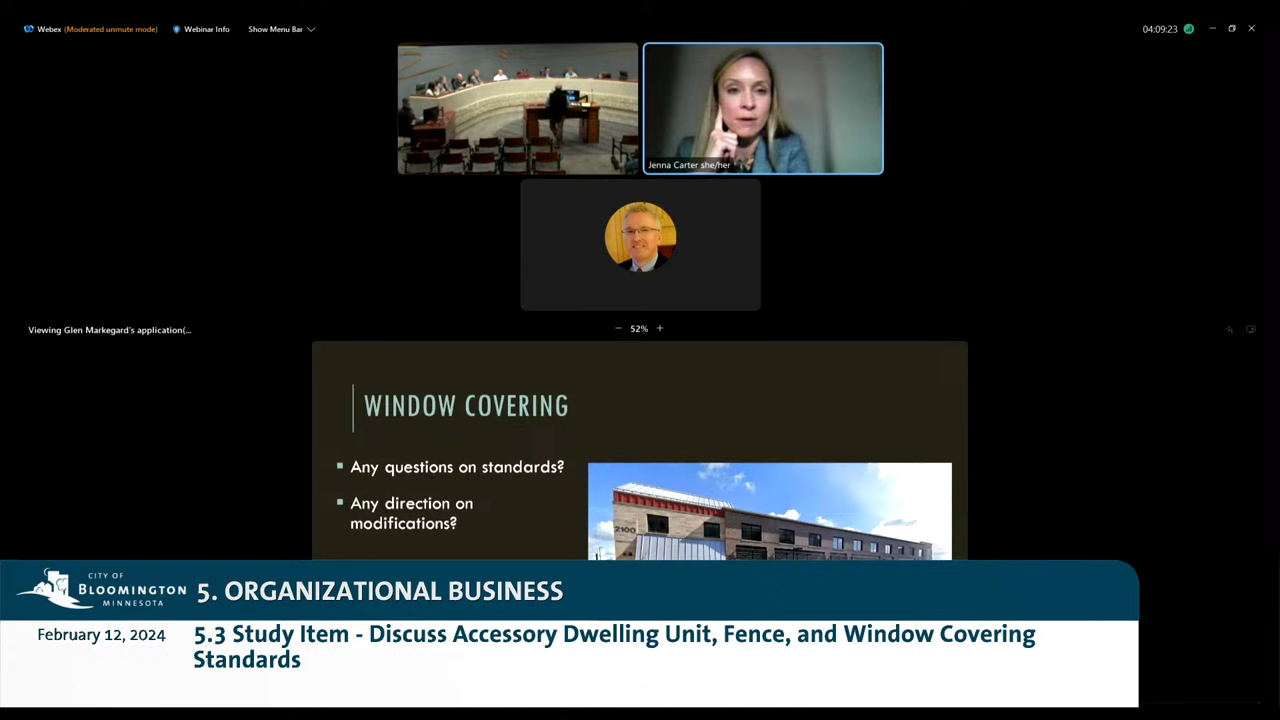 Webex (Moderated unmute mode) Webinar Info Show Menu Bar 04:09:23
Jenna Carter she/her
Viewing Glen Markegard's application(...
52%
WINDOW COVERING
Any questions on standards?
Any direction on
modifications?
2100
CITY OF
BLOOMINGTON
MINNESOTA
5. ORGANIZATIONAL BUSINESS
February 12, 2024
5.3 Study Item - Discuss Accessory Dwelling Unit, Fence, and Window Covering
Standards